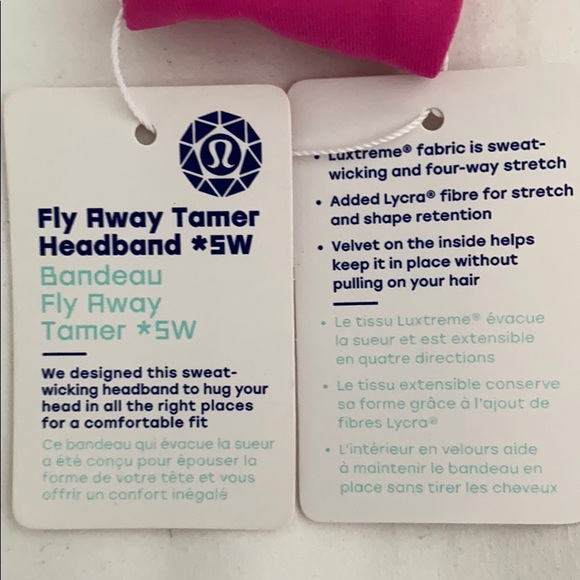 Fly Away Tamer
Headband *SW
Bandeau
Fly Away
Tamer *SW
We designed this sweat-
wicking headband to hug your
head in all the right places
for a comfortable fit
Ce bandeau qui évacue la sueur
a été conçu pour épouser la
forme de votre tête et vous
offrir un confort inégalé
• Luxtreme® fabric is sweat-
wicking and four-way stretch
• Added Lycra® fibre for stretch
and shape retention
• Velvet on the inside helps
keep it in place without
pulling on your hair
• Le tissu Luxtreme® évacue
la sueur et est extensible
en quatre directions
• Le tissu extensible conserve
sa forme grâce à l'ajout de
fibres Lycra®
• L'intérieur en velours aide
à maintenir le bandeau en
place sans tirer les cheveux